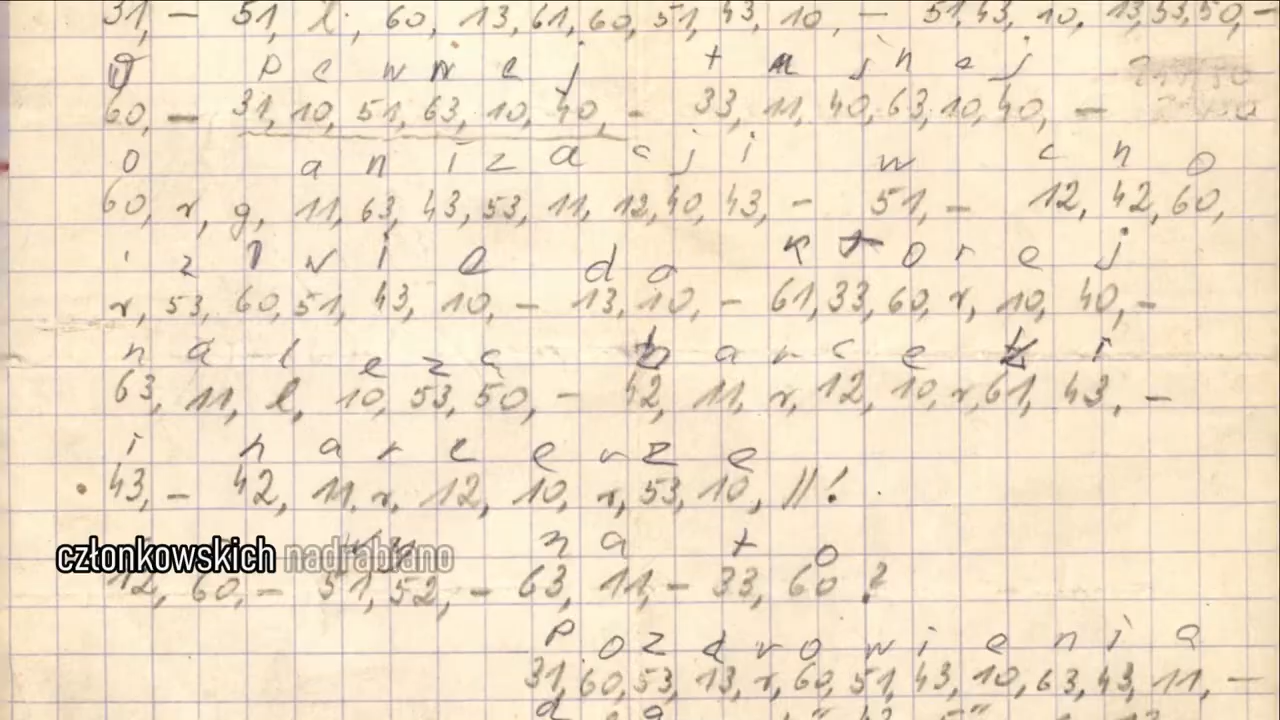 31, — 51, l, 60, 13, 61, 60, 51, 43, 10, — 51, 43, 10, 13, 53, 50, —
o p e w n e j t a j n e j
60, — 31, 10, 51, 63, 10, 40, — 33, 11, 40, 63, 10, 40, —
o a n i z a c j i w c h o
60, r, g, 11, 63, 43, 53, 11, 12, 40, 43, — 51, — 12, 42, 60,
i z o w i e d o k t o r e j
r, 53, 60, 51, 43, 10, — 13, 10, — 61, 33, 60, r, 10, 40, —
n a l e z a h a r c e r k i
63, 11, l, 10, 53, 50, — 42, 11, r, 12, 10, r, 61, 43, —
i h a r c e r z e
43, — 42, 11, r, 12, 10, r, 53, 10, !!!
n a t o
członkowskich nadrabiano
12, 60, — 51, 52, — 63, 11, — 33, 60 ?
P o z d r o w i e n i a
31, 60, 53, 13, r, 60, 51, 43, 10, 63, 43, 11, —